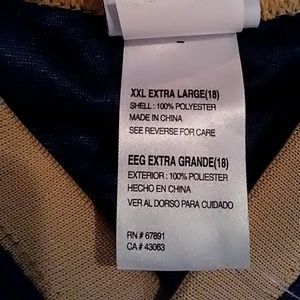 XXL EXTRA LARGE(18)
SHELL : 100% POLYESTER
MADE IN CHINA
SEE REVERSE FOR CARE
EEG EXTRA GRANDE(18)
EXTERIOR : 100% POLIESTER
HECHO EN CHINA
VER AL DORSO PARA CUIDADO
RN # 67891
CA # 43063